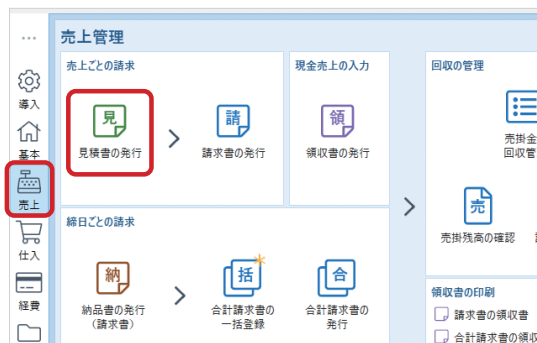 売上管理
導入
基本
売上
仕入
経費
売上ごとの請求
見
見積書の発行
請
請求書の発行
現金売上の入力
領
領収書の発行
締日ごとの請求
納
納品書の発行
(請求書)
括
合計請求書の
一括登録
合
合計請求書の
発行
回収の管理
売掛金
回収管
売
売掛残高の確認
領収書の印刷
請求書の領収書
合計請求書の領収